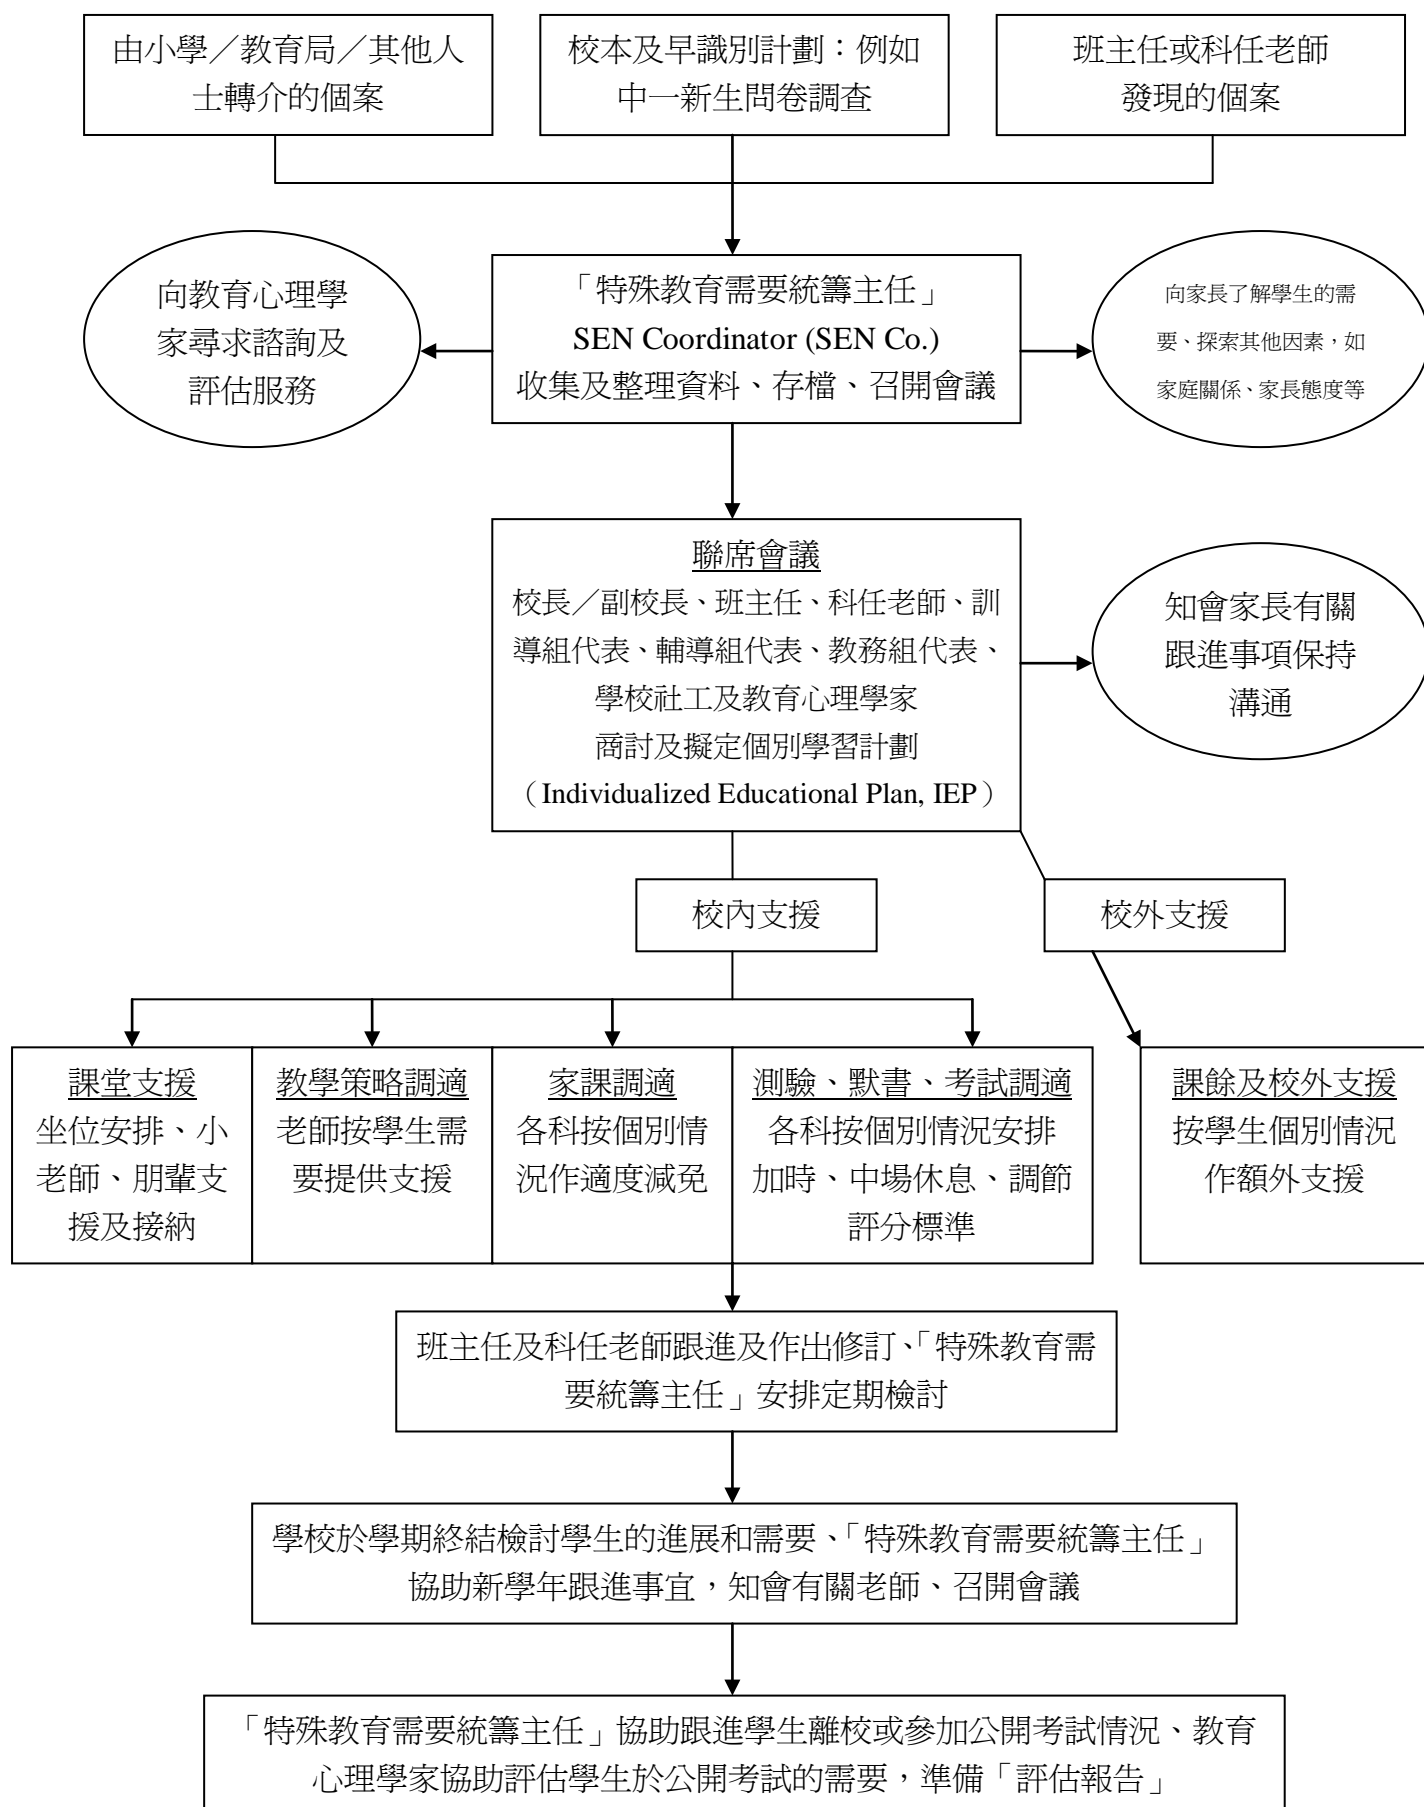 由小學／教育局／其他人
士轉介的個案
校本及早識別計劃：例如
中一新生問卷調查
班主任或科任老師
發現的個案
向教育心理學
家尋求諮詢及
評估服務
「特殊教育需要統籌主任」
SEN Coordinator (SEN Co.)
收集及整理資料、存檔、召開會議
向家長了解學生的需
要、探索其他因素，如
家庭關係、家長態度等
聯席會議
校長／副校長、班主任、科任老師、訓
導組代表、輔導組代表、教務組代表、
學校社工及教育心理學家
商討及擬定個別學習計劃
（Individualized Educational Plan, IEP）
知會家長有關
跟進事項保持
溝通
校內支援
校外支援
課堂支援
坐位安排、小
老師、朋輩支
援及接納
教學策略調適
老師按學生需
要提供支援
家課調適
各科按個別情
況作適度減免
測驗、默書、考試調適
各科按個別情況安排
加時、中場休息、調節
評分標準
課餘及校外支援
按學生個別情況
作額外支援
班主任及科任老師跟進及作出修訂、「特殊教育需
要統籌主任」安排定期檢討
學校於學期終結檢討學生的進展和需要、「特殊教育需要統籌主任」
協助新學年跟進事宜，知會有關老師、召開會議
「特殊教育需要統籌主任」協助跟進學生離校或參加公開考試情況、教育
心理學家協助評估學生於公開考試的需要，準備「評估報告」